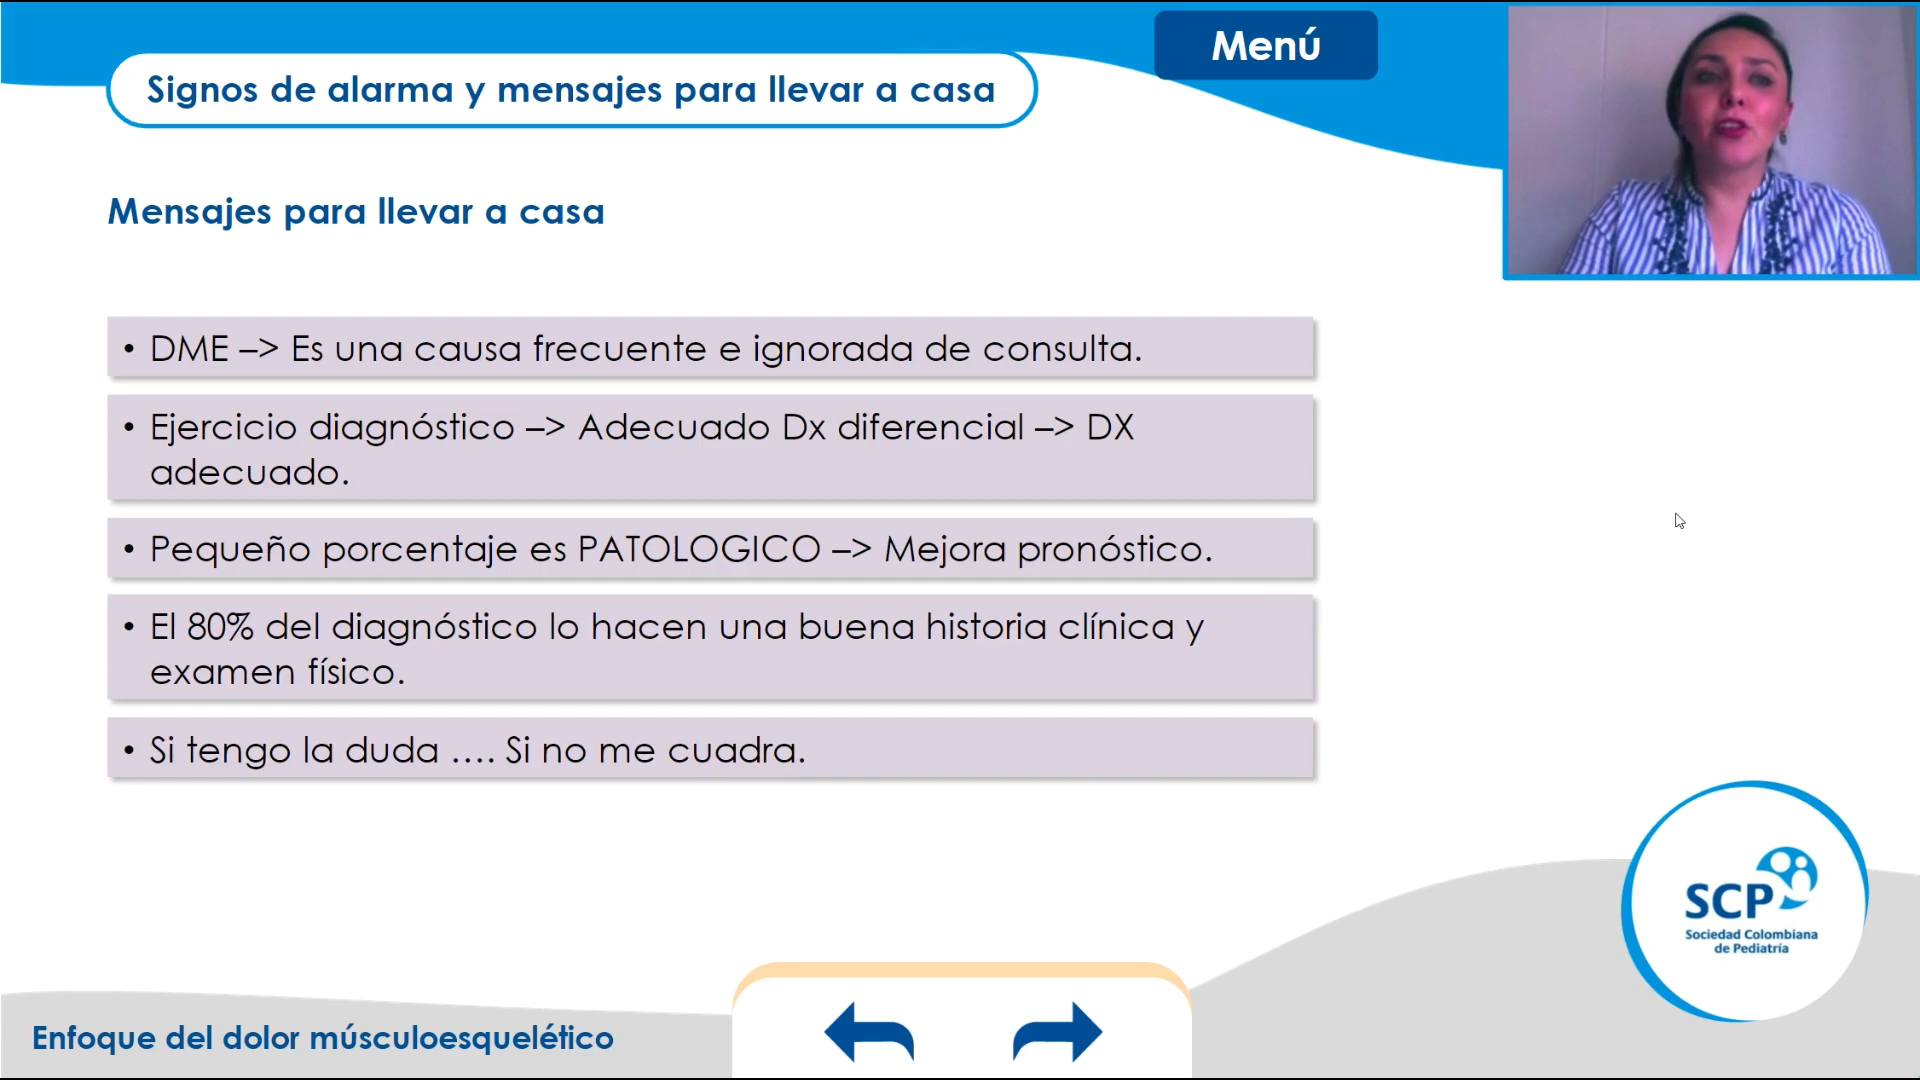 Menú
Signos de alarma y mensajes para llevar a casa
Mensajes para llevar a casa
• DME –> Es una causa frecuente e ignorada de consulta.
• Ejercicio diagnóstico –> Adecuado Dx diferencial –> DX
adecuado.
• Pequeño porcentaje es PATOLOGICO –> Mejora pronóstico.
• El 80% del diagnóstico lo hacen una buena historia clínica y
examen físico.
• Si tengo la duda .... Si no me cuadra.
SCP
Sociedad Colombiana
de Pediatría
Enfoque del dolor músculoesquelético